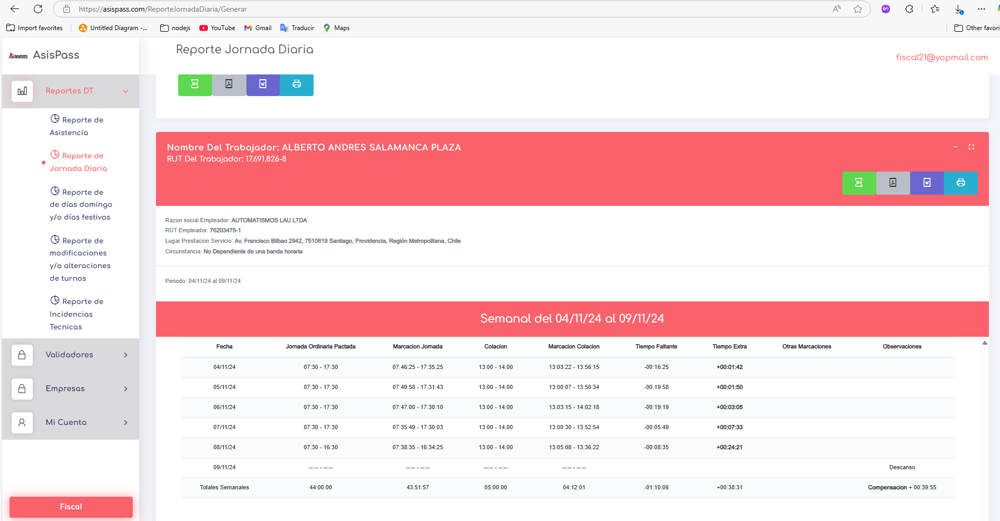 https://asispass.com/ReporteJornadaDiaria/Generar
Import favorites
Untitled Diagram -...
nodejs
YouTube
Gmail
Traducir
Maps
Other favori
AsisPass
Reporte Jornada Diaria
fiscal21@yopmail.com
Reportes DT
Reporte de
Asistencia
Reporte de
Jornada Diaria
Reporte de
de días domingo
y/o días festivos
Reporte de
modificaciones
y/o alteraciones
de turnos
Reporte de
Incidencias
Tecnicas
Validadores
Empresas
Mi Cuenta
Fiscal
XLS
Nombre Del Trabajador: ALBERTO ANDRES SALAMANCA PLAZA
RUT Del Trabajador: 17.691.826-8
XLS
Razon social Empleador: AUTOMATISMOS LAU LTDA
RUT Empleador: 76203475-1
Lugar Prestacion Servicio: Av. Francisco Bilbao 2942, 7510819 Santiago, Providencia, Región Metropolitana, Chile
Circunstancia: No Dependiente de una banda horaria
Periodo: 04/11/24 al 09/11/24
Semanal del 04/11/24 al 09/11/24
Fecha Jornada Ordinaria Pactada Marcacion Jornada Colacion Marcacion Colacion Tiempo Faltante Tiempo Extra Otras Marcaciones Observaciones
04/11/24 07:30 - 17:30 07:46:25 - 17:35:25 13:00 - 14:00 13:03:22 - 13:56:15 -00:16:25 +00:01:42
05/11/24 07:30 - 17:30 07:49:58 - 17:31:43 13:00 - 14:00 13:00:07 - 13:56:34 -00:19:58 +00:01:50
06/11/24 07:30 - 17:30 07:47:00 - 17:30:10 13:00 - 14:00 13:03:15 - 14:02:18 -00:19:19 +00:03:05
07/11/24 07:30 - 17:30 07:35:49 - 17:30:03 13:00 - 14:00 13:00:30 - 13:52:54 -00:05:49 +00:07:33
08/11/24 07:30 - 16:30 07:38:35 - 16:34:25 13:00 - 14:00 13:05:08 - 13:36:22 -00:08:35 +00:24:21
09/11/24 --:-- - --:-- --:-- - --:-- --:-- - --:-- --:-- - --:-- Descanso
Totales Semanales 44:00:00 43:51:57 05:00:00 04:12:01 -01:10:06 +00:38:31 Compensacion + 00:39:55